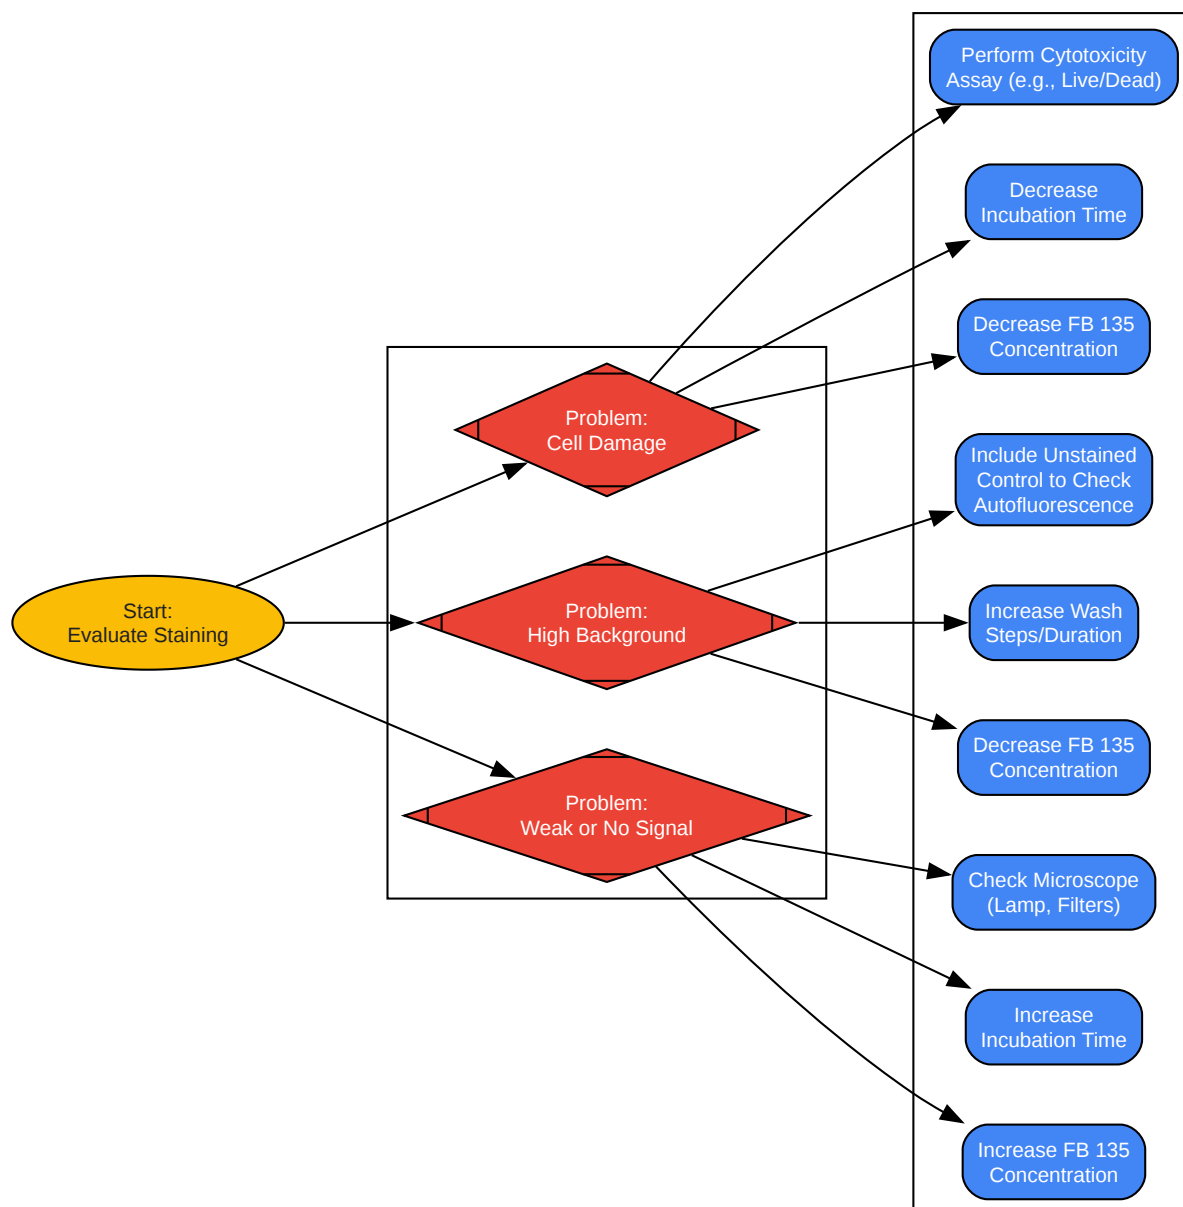 Start:
Evaluate Staining
Problem:
Cell Damage
Problem:
High Background
Problem:
Weak or No Signal
Perform Cytotoxicity
Assay (e.g., Live/Dead)
Decrease
Incubation Time
Decrease FB 135
Concentration
Include Unstained
Control to Check
Autofluorescence
Increase Wash
Steps/Duration
Decrease FB 135
Concentration
Check Microscope
(Lamp, Filters)
Increase
Incubation Time
Increase FB 135
Concentration